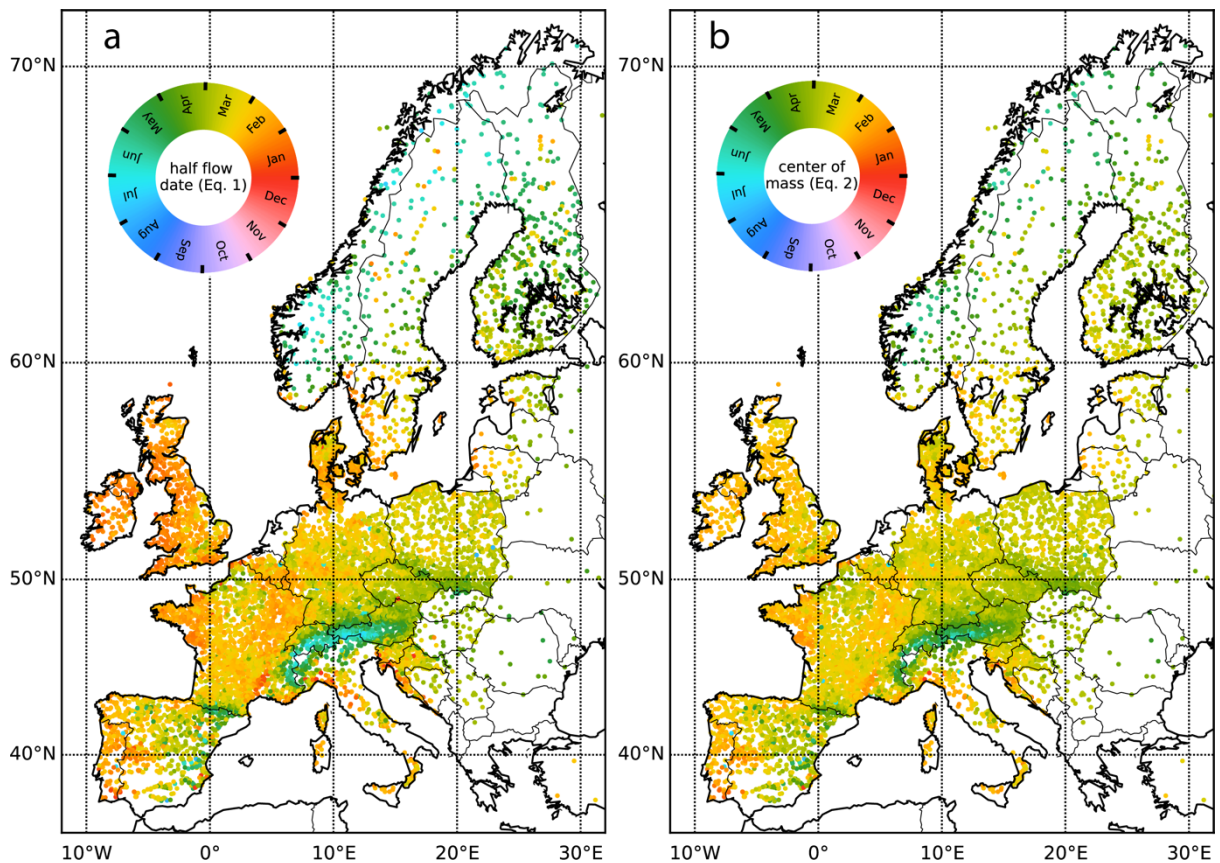 a
b
70°N
60°N
50°N
40°N
Jan
Feb
Mar
Apr
May
Jun
Jul
Aug
Sep
Oct
Nov
Dec
half flow
date (Eq. 1)
Jan
Feb
Mar
Apr
May
Jun
Jul
Aug
Sep
Oct
Nov
Dec
center of
mass (Eq. 2)
70°N
60°N
50°N
40°N
10°W
0°
10°E
20°E
30°E
10°W
0°
10°E
20°E
30°E